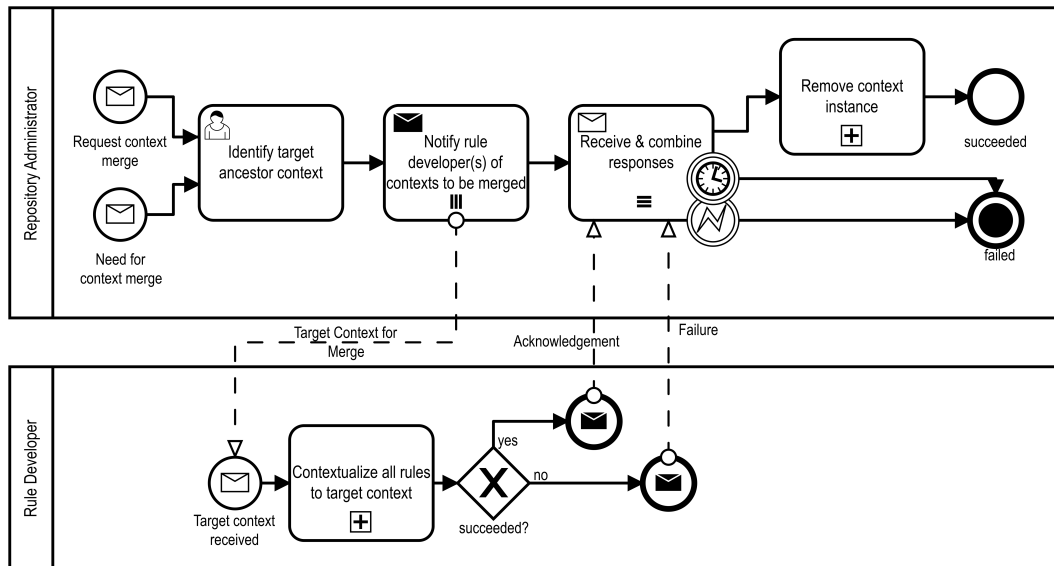 Repository Administrator
Request context
merge
Need for
context merge
Identify target
ancestor context
Notify rule
developer(s) of
contexts to be merged
Receive & combine
responses
Remove context
instance
succeeded
failed
Target Context for
Merge
Acknowledgement
Failure
Rule Developer
Target context
received
Contextualize all rules
to target context
succeeded?
yes
no